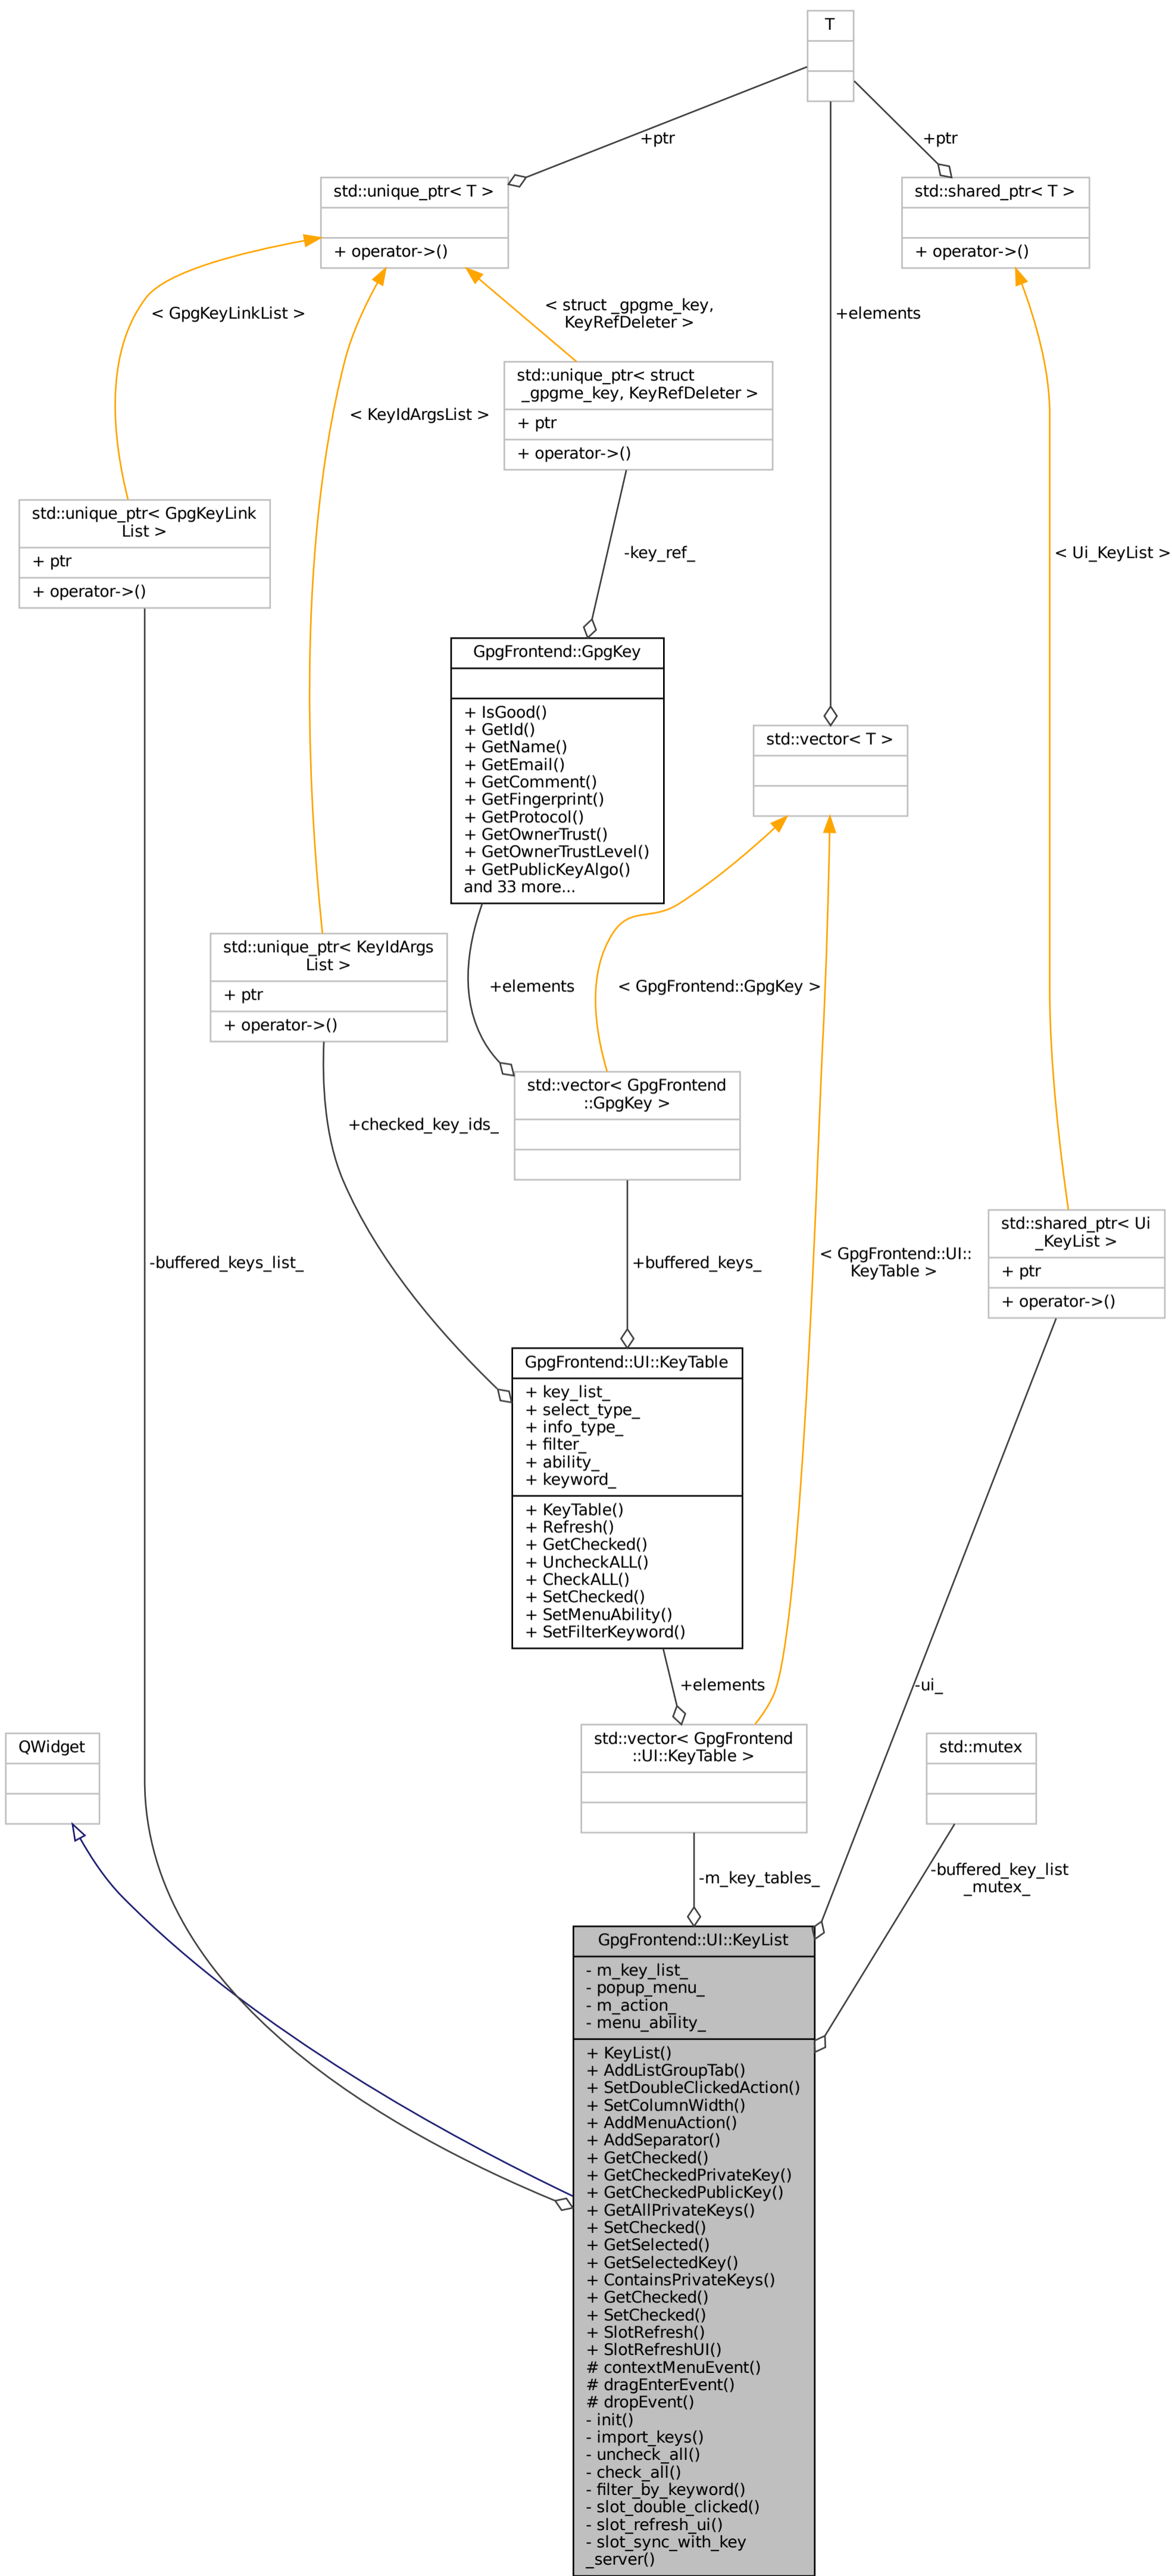 T
+ptr
+ptr
std::unique_ptr< T >
+ operator->()
std::shared_ptr< T >
+ operator->()
< GpgKeyLinkList >
< struct _gpgme_key,
KeyRefDeleter >
+elements
std::unique_ptr< struct
_gpgme_key, KeyRefDeleter >
+ ptr
+ operator->()
< KeyIdArgsList >
std::unique_ptr< GpgKeyLink
List >
+ ptr
+ operator->()
-key_ref_
< Ui_KeyList >
GpgFrontend::GpgKey
+ IsGood()
+ GetId()
+ GetName()
+ GetEmail()
+ GetComment()
+ GetFingerprint()
+ GetProtocol()
+ GetOwnerTrust()
+ GetOwnerTrustLevel()
+ GetPublicKeyAlgo()
and 33 more...
std::vector< T >
std::unique_ptr< KeyIdArgs
List >
+ ptr
+ operator->()
+elements
< GpgFrontend::GpgKey >
std::vector< GpgFrontend
::GpgKey >
+checked_key_ids_
-buffered_keys_list_
+buffered_keys_
< GpgFrontend::UI::
KeyTable >
std::shared_ptr< Ui
_KeyList >
+ ptr
+ operator->()
GpgFrontend::UI::KeyTable
+ key_list_
+ select_type_
+ info_type_
+ filter_
+ ability_
+ keyword_
+ KeyTable()
+ Refresh()
+ GetChecked()
+ UncheckALL()
+ CheckALL()
+ SetChecked()
+ SetMenuAbility()
+ SetFilterKeyword()
+elements
-ui_
QWidget
std::vector< GpgFrontend
::UI::KeyTable >
std::mutex
-m_key_tables_
-buffered_key_list
_mutex_
GpgFrontend::UI::KeyList
- m_key_list_
- popup_menu_
- m_action_
- menu_ability_
+ KeyList()
+ AddListGroupTab()
+ SetDoubleClickedAction()
+ SetColumnWidth()
+ AddMenuAction()
+ AddSeparator()
+ GetChecked()
+ GetCheckedPrivateKey()
+ GetCheckedPublicKey()
+ GetAllPrivateKeys()
+ SetChecked()
+ GetSelected()
+ GetSelectedKey()
+ ContainsPrivateKeys()
+ GetChecked()
+ SetChecked()
+ SlotRefresh()
+ SlotRefreshUI()
# contextMenuEvent()
# dragEnterEvent()
# dropEvent()
- init()
- import_keys()
- uncheck_all()
- check_all()
- filter_by_keyword()
- slot_double_clicked()
- slot_refresh_ui()
- slot_sync_with_key
_server()